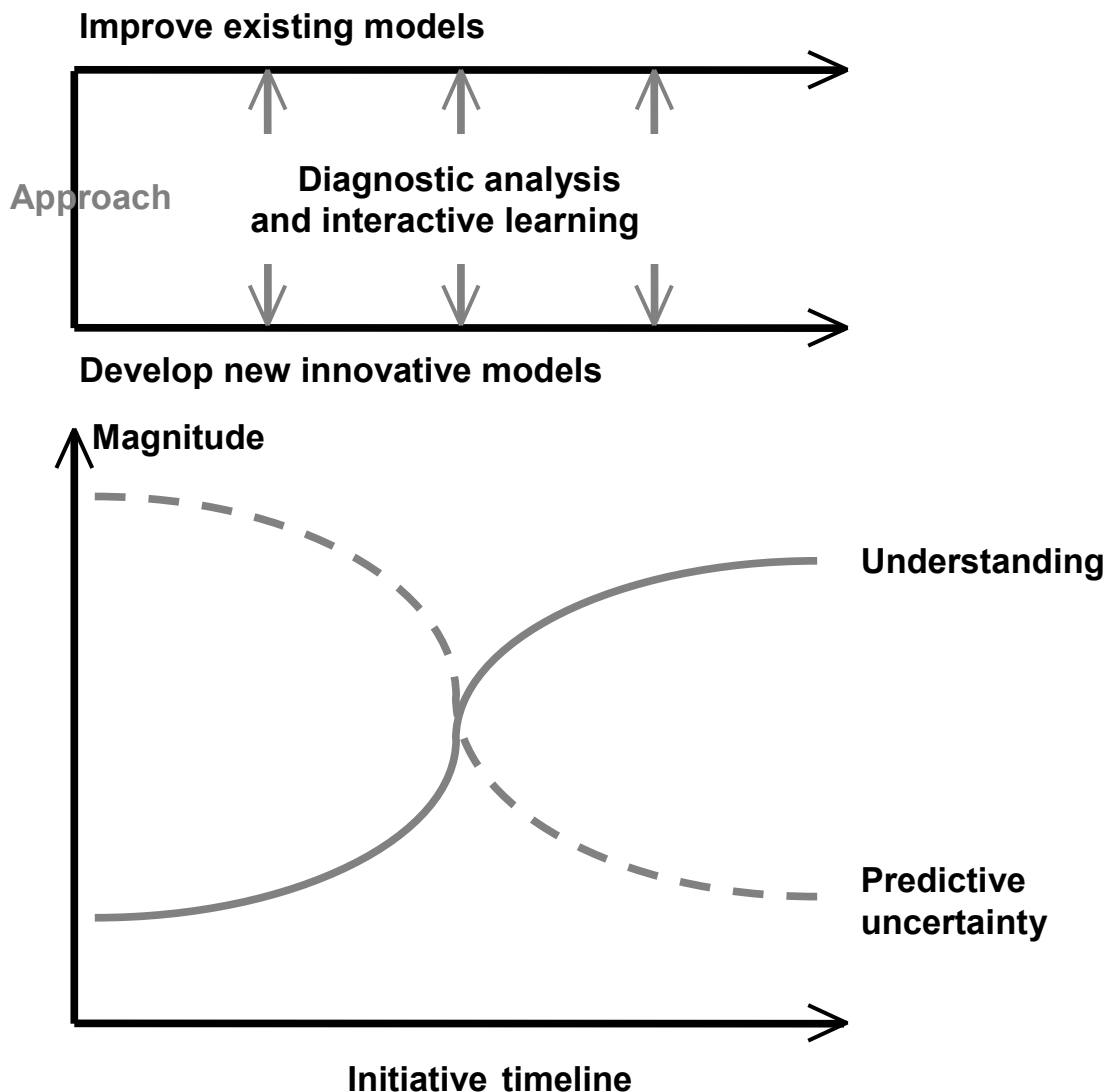 Improve existing models
Approach
Diagnostic analysis
and interactive learning
Develop new innovative models
Magnitude
Understanding
Predictive
uncertainty
Initiative timeline